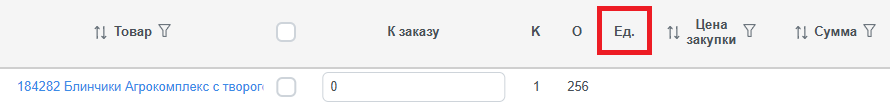 Товар К заказу К О Ед. Цена закупки Сумма
184282 Блинчики Агрокомплекс с творог 0 1 256